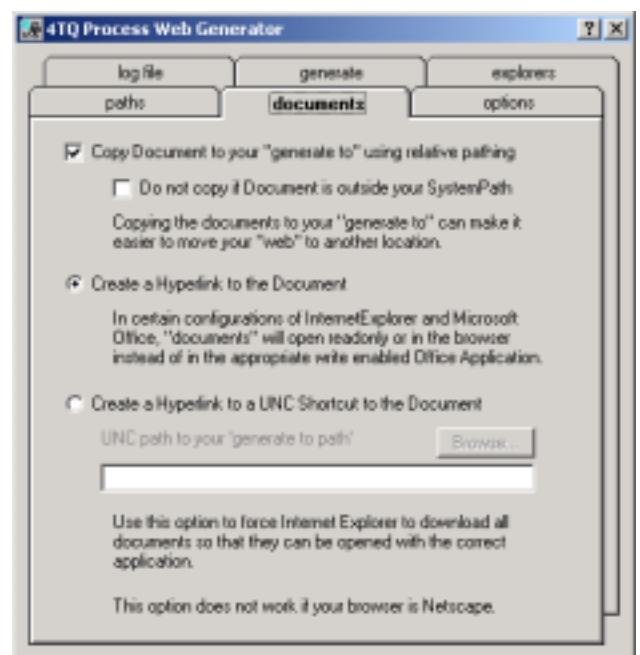 4TQ Process Web Generator
log file generate explorers
paths documents options
Copy Document to your "generate to" using relative pathing
Do not copy if Document is outside your SystemPath
Copying the documents to your "generate to" can make it
easier to move your "web" to another location.
Create a Hyperlink to the Document
In certain configurations of InternetExplorer and Microsoft
Office, "documents" will open readonly or in the browser
instead of in the appropriate write enabled Office Application.
Create a Hyperlink to a UNC Shortcut to the Document
UNC path to your 'generate to path'
Browse...
Use this option to force Internet Explorer to download all
documents so that they can be opened with the correct
application.
This option does not work if your browser is Netscape.